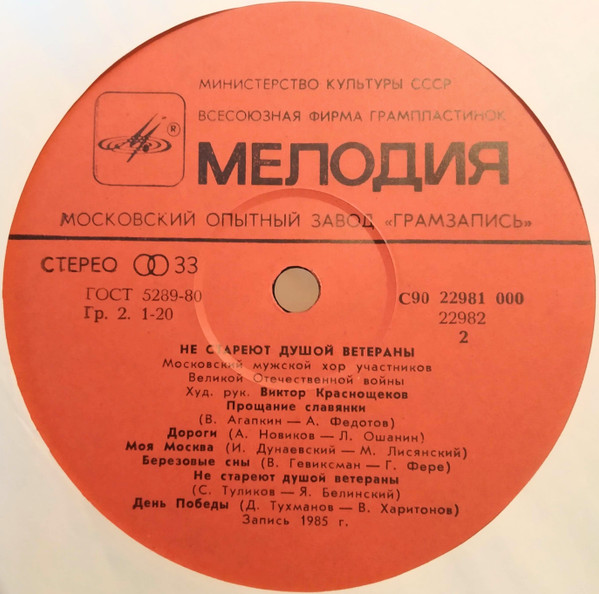 МИНИСТЕРСТВО КУЛЬТУРЫ СССР
ВСЕСОЮЗНАЯ ФИРМА ГРАМПЛАСТИНОК
®
МЕЛОДИЯ
МОСКОВСКИЙ ОПЫТНЫЙ ЗАВОД «ГРАМЗАПИСЬ»
СТЕРЕО 33
ГОСТ 5289-80
Гр. 2. 1-20
С90 22981 000
22982
2
НЕ СТАРЕЮТ ДУШОЙ ВЕТЕРАНЫ
Московский мужской хор участников
Великой Отечественной войны
Худ. рук. Виктор Краснощеков
Прощание славянки
(В. Агапкин — А. Федотов)
Дороги (А. Новиков — Л. Ошанин)
Моя Москва (И. Дунаевский — М. Лисянский)
Березовые сны (В. Гевиксман — Г. Фере)
Не стареют душой ветераны
(С. Туликов — Я. Белинский)
День Победы (Д. Тухманов — В. Харитонов)
Запись 1985 г.